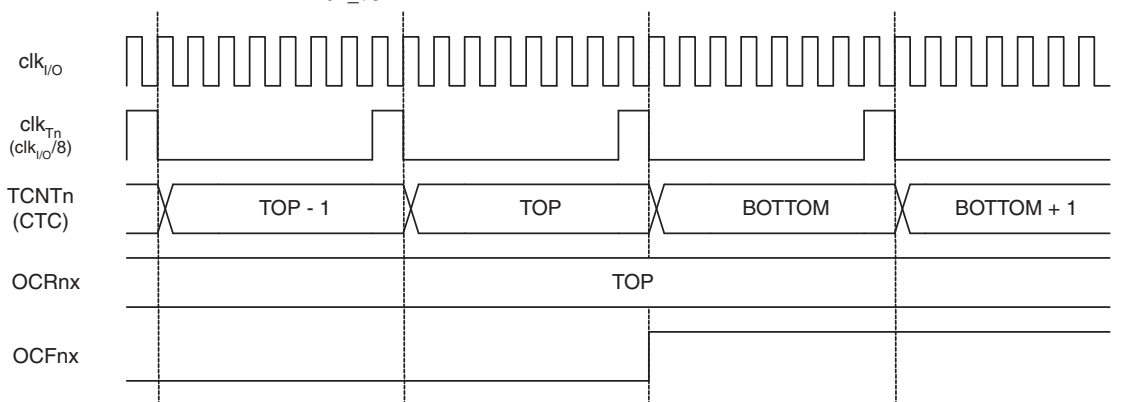 clkI/O
clkTn
(clkI/O/8)
TCNTn
(CTC)
TOP - 1
TOP
BOTTOM
BOTTOM + 1
OCRnx
TOP
OCFnx